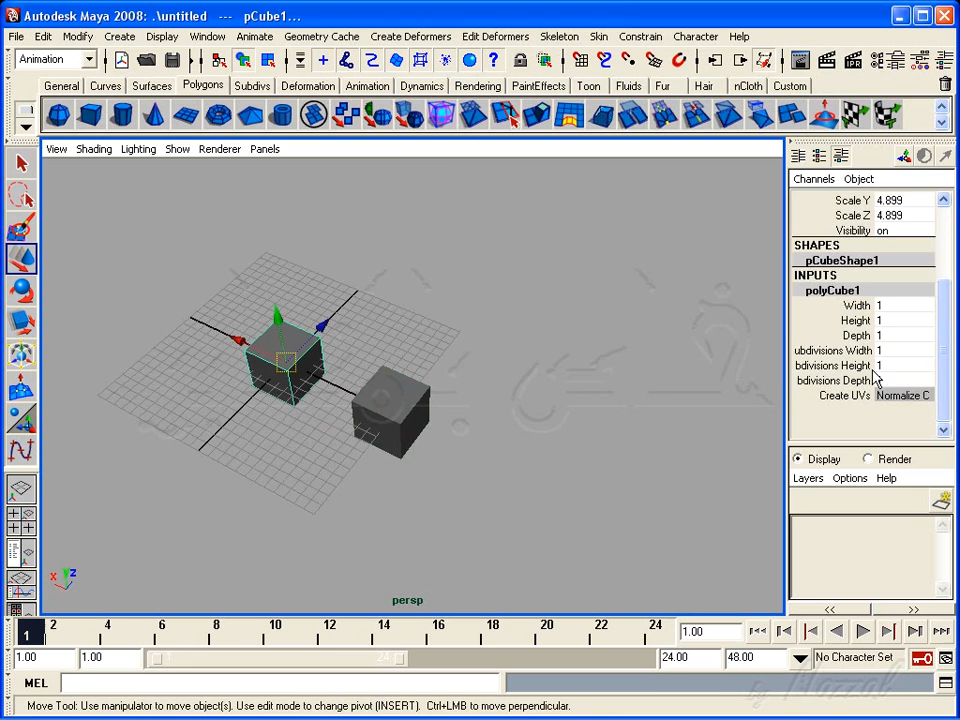 Autodesk Maya 2008: .\untitled --- pCube1...
File Edit Modify Create Display Window Animate Geometry Cache Create Deformers Edit Deformers Skeleton Skin Constrain Character Help
Animation
General Curves Surfaces Polygons Subdivs Deformation Animation Dynamics Rendering PaintEffects Toon Fluids Fur Hair nCloth Custom
View Shading Lighting Show Renderer Panels
Channels Object
Scale Y 4.899
Scale Z 4.899
Visibility on
SHAPES
pCubeShape1
INPUTS
polyCube1
Width 1
Height 1
Depth 1
ubdivisions Width 1
bdivisions Height 1
bdivisions Depth
Create UVs Normalize C
Display Render
Layers Options Help
<< >>
X Y Z
persp
1 2 4 6 8 10 12 14 16 18 20 22 24 1.00
1.00 1.00 1 24 24.00 48.00 No Character Set
MEL
by Nazzal
Move Tool: Use manipulator to move object(s). Use edit mode to change pivot (INSERT). Ctrl+LMB to move perpendicular.